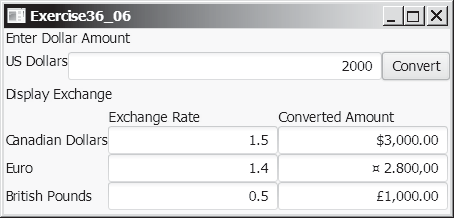 Exercise36_06
Enter Dollar Amount
US Dollars 2000 Convert
Display Exchange
Exchange Rate Converted Amount
Canadian Dollars 1.5 $3,000.00
Euro 1.4 ¤ 2.800,00
British Pounds 0.5 £1,000.00